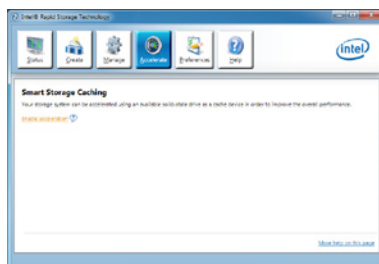 Intel® Rapid Storage Technology
Status Create Manage Accelerate Preferences Help
intel
Smart Storage Caching
Your storage system can be accelerated using an available solid-state drive as a cache device in order to improve the overall performance.
Enable acceleration
More help on this page